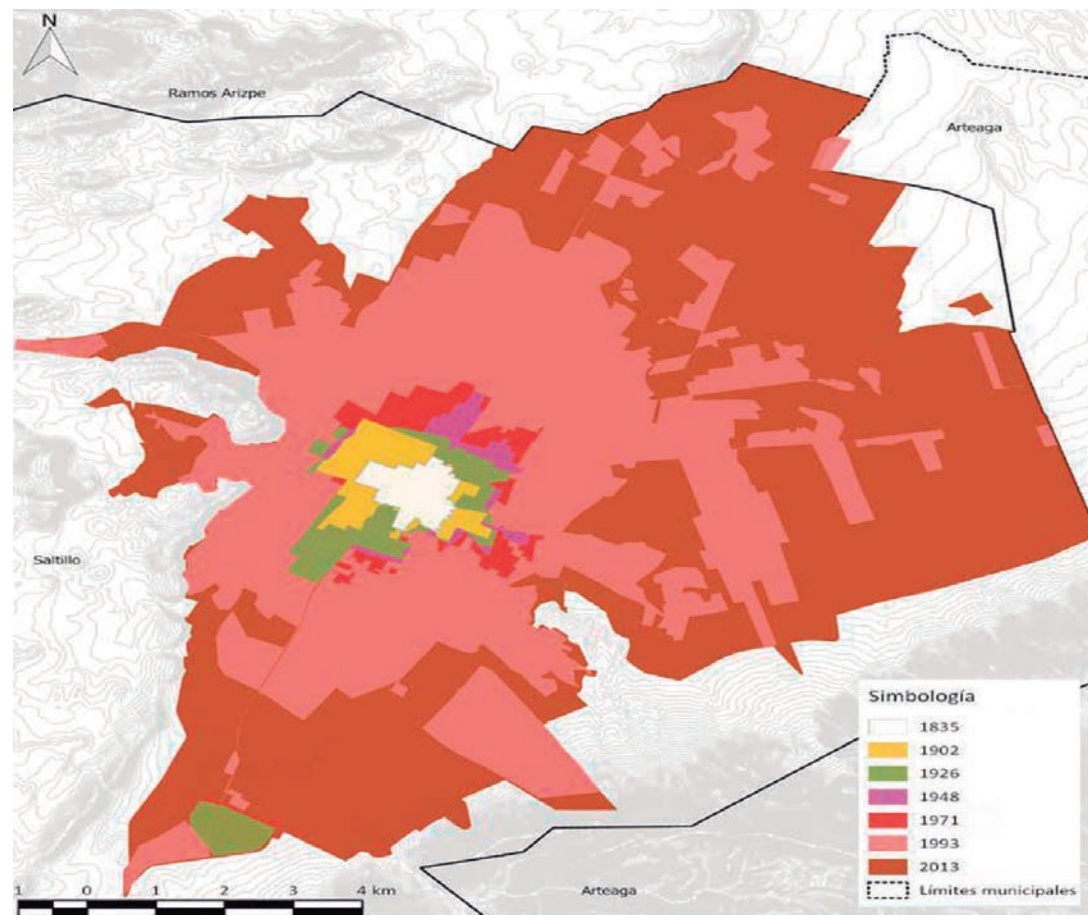 N
Ramos Arizpe
Arteaga
Saltillo
Simbología
1835
1902
1926
1948
1971
1993
2013
Límites municipales
1 0 1 2 3 4 km
Arteaga